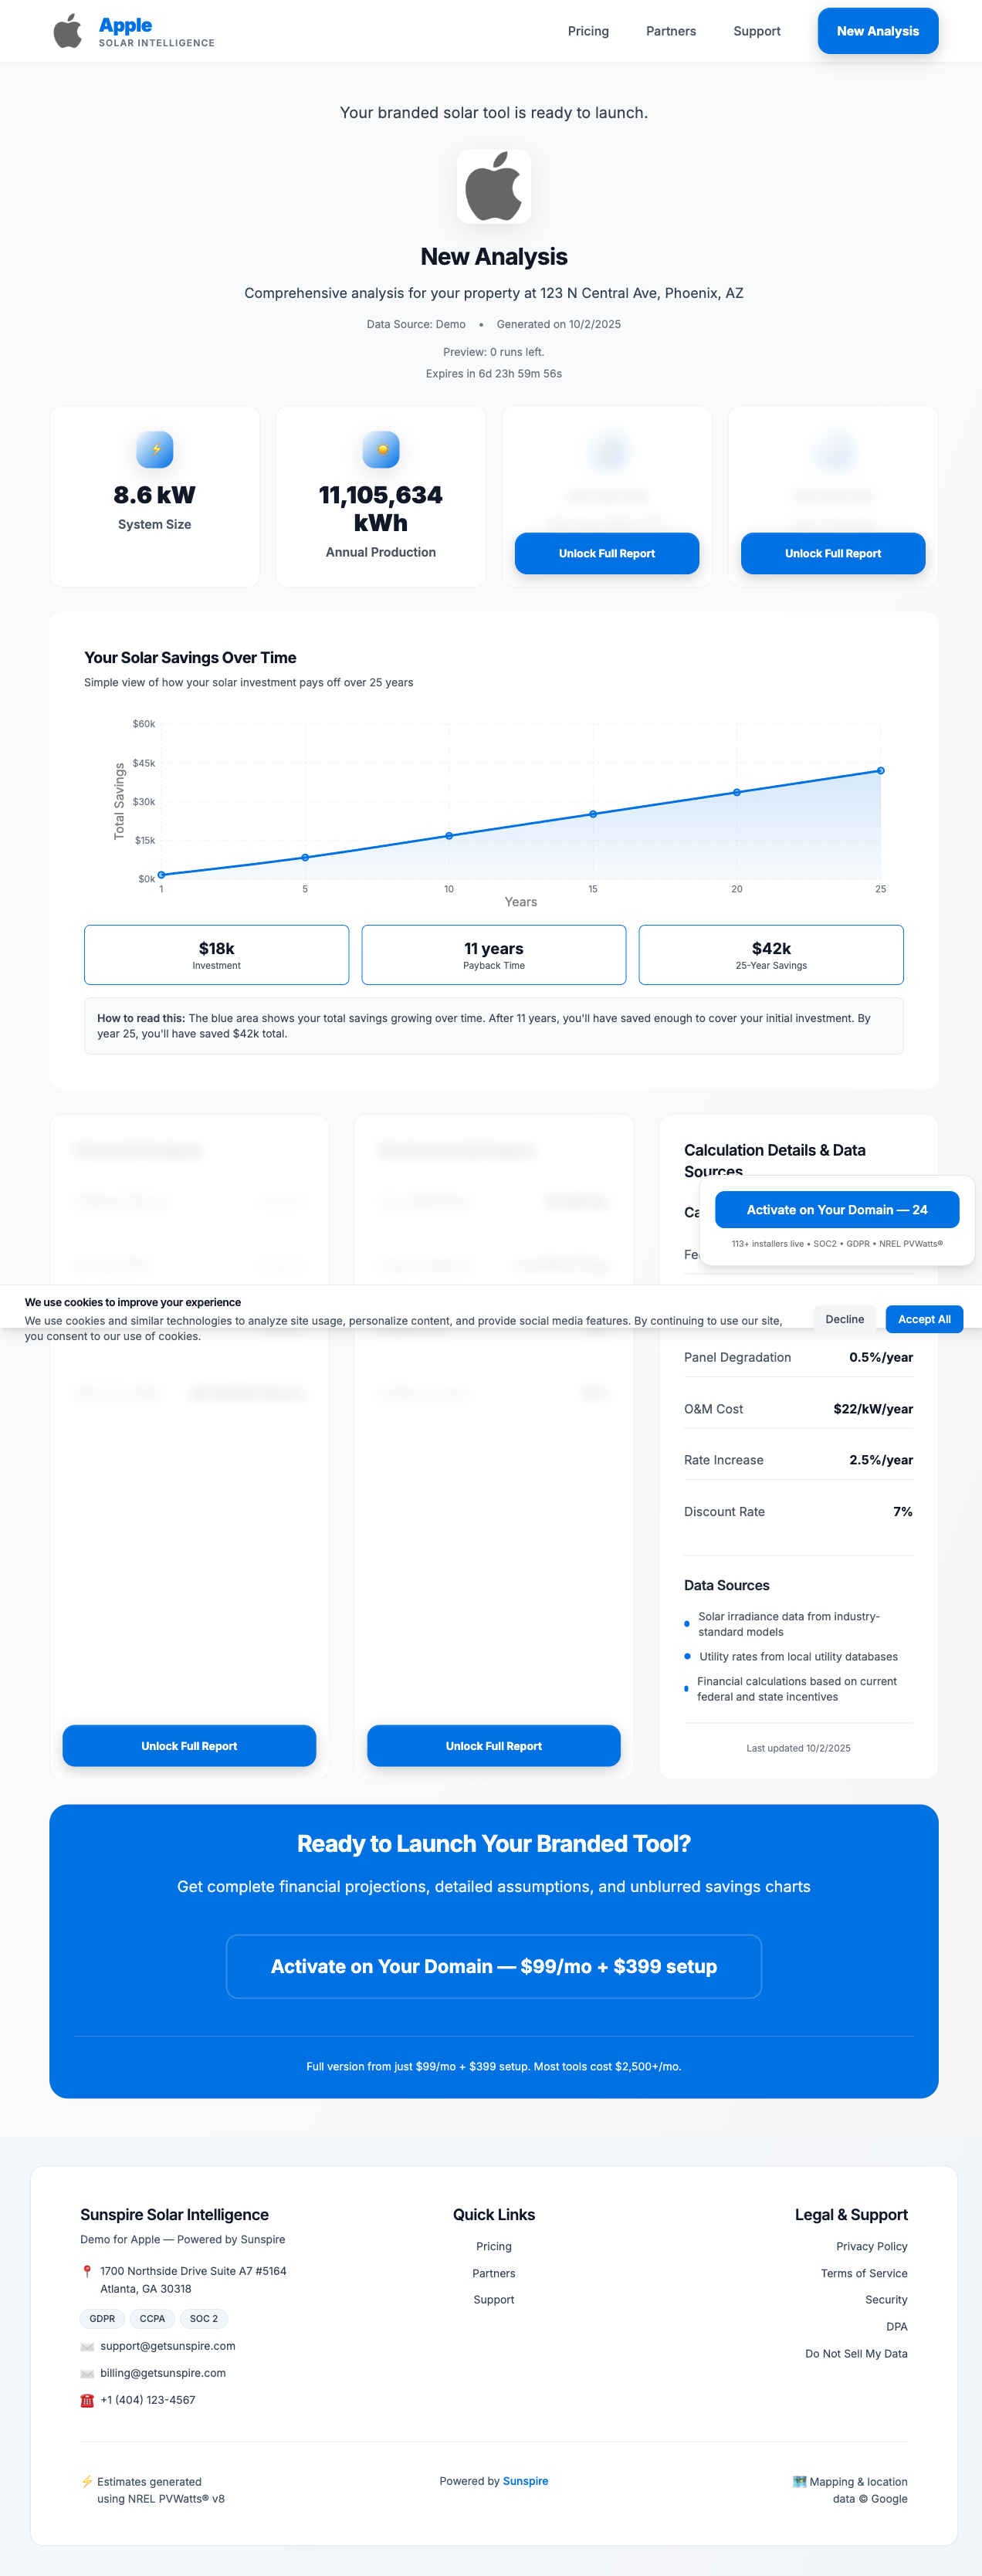 Apple
SOLAR INTELLIGENCE
Pricing
Partners
Support
New Analysis
Your branded solar tool is ready to launch.
New Analysis
Comprehensive analysis for your property at 123 N Central Ave, Phoenix, AZ
Data Source: Demo • Generated on 10/2/2025
Preview: 0 runs left.
Expires in 6d 23h 59m 56s
8.6 kW
System Size
11,105,634
kWh
Annual Production
Unlock Full Report
Unlock Full Report
Your Solar Savings Over Time
Simple view of how your solar investment pays off over 25 years
$60k
$45k
$30k
$15k
$0k
Total Savings
1
5
10
15
20
25
Years
$18k
Investment
11 years
Payback Time
$42k
25-Year Savings
How to read this: The blue area shows your total savings growing over time. After 11 years, you'll have saved enough to cover your initial investment. By
year 25, you'll have saved $42k total.
Calculation Details & Data
Sources
Activate on Your Domain — 24
113+ installers live • SOC2 • GDPR • NREL PVWatts®
We use cookies to improve your experience
We use cookies and similar technologies to analyze site usage, personalize content, and provide social media features. By continuing to use our site,
you consent to our use of cookies.
Decline
Accept All
Panel Degradation
0.5%/year
O&M Cost
$22/kW/year
Rate Increase
2.5%/year
Discount Rate
7%
Data Sources
Solar irradiance data from industry-
standard models
Utility rates from local utility databases
Financial calculations based on current
federal and state incentives
Last updated 10/2/2025
Unlock Full Report
Unlock Full Report
Ready to Launch Your Branded Tool?
Get complete financial projections, detailed assumptions, and unblurred savings charts
Activate on Your Domain — $99/mo + $399 setup
Full version from just $99/mo + $399 setup. Most tools cost $2,500+/mo.
Sunspire Solar Intelligence
Demo for Apple — Powered by Sunspire
1700 Northside Drive Suite A7 #5164
Atlanta, GA 30318
GDPR
CCPA
SOC 2
support@getsunspire.com
billing@getsunspire.com
+1 (404) 123-4567
Quick Links
Pricing
Partners
Support
Legal & Support
Privacy Policy
Terms of Service
Security
DPA
Do Not Sell My Data
Estimates generated
using NREL PVWatts® v8
Powered by Sunspire
Mapping & location
data © Google